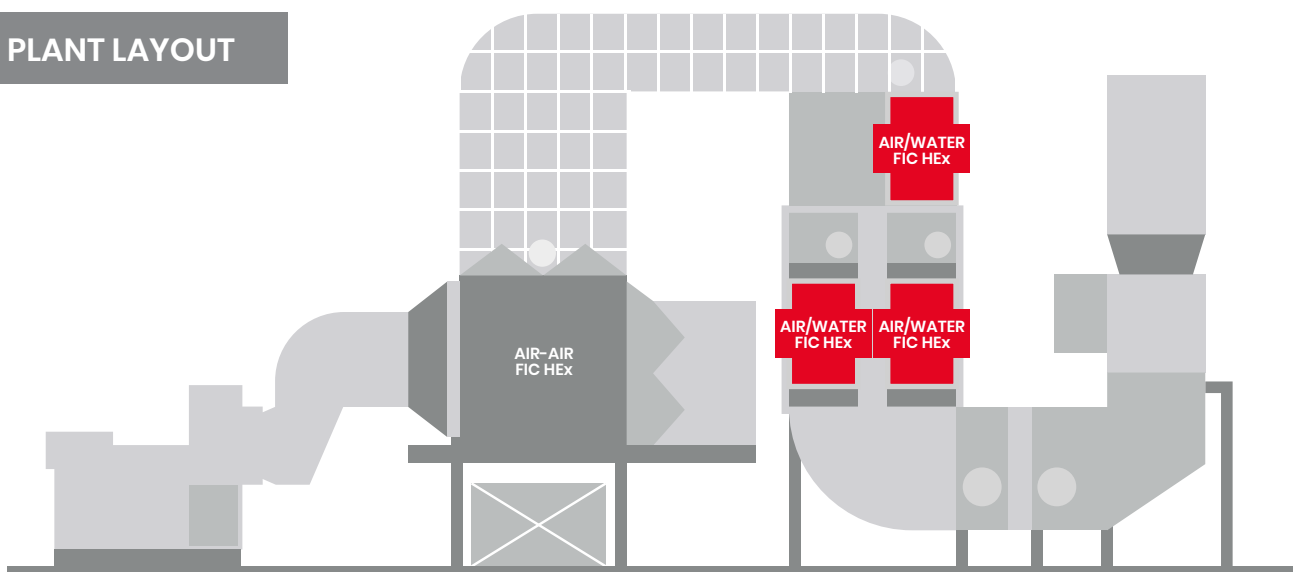 PLANT LAYOUT
AIR/WATER
FIC HEx
AIR/WATER
FIC HEx
AIR/WATER
FIC HEx
AIR-AIR
FIC HEx